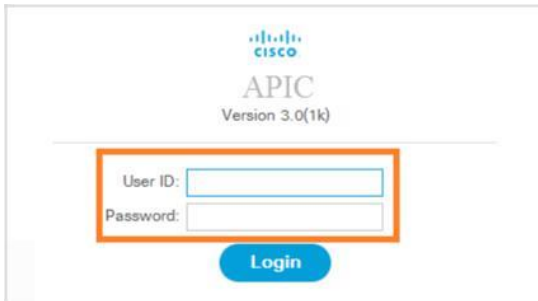 CISCO
APIC
Version 3.0(1k)
User ID:
Password:
Login